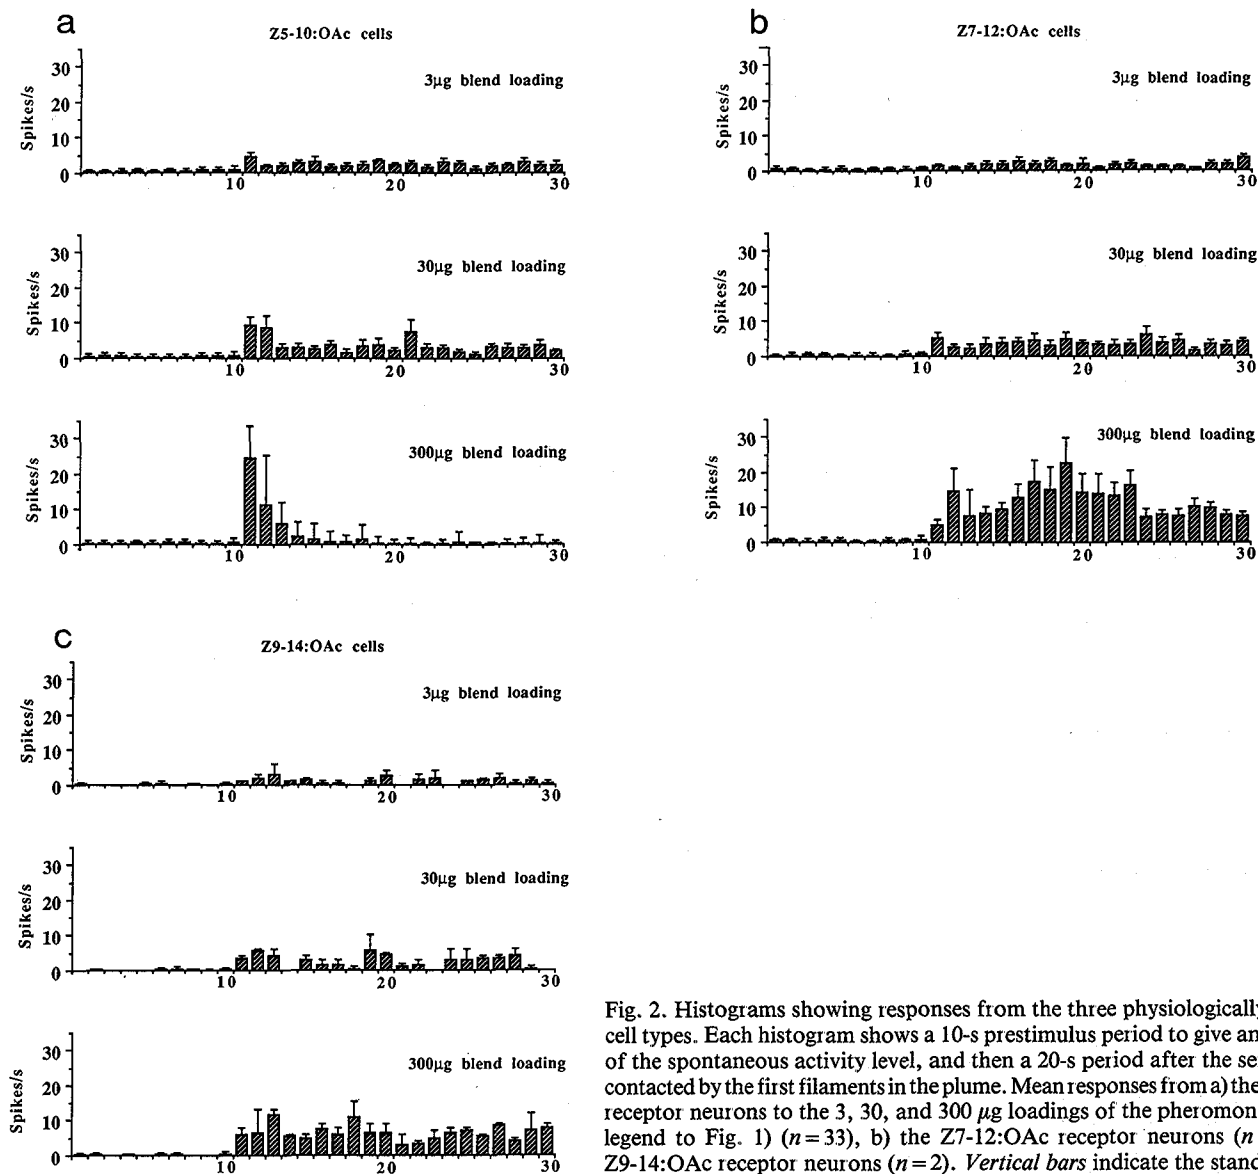 a
Z5-10:OAc cells
3µg blend loading
Spikes/s
30
20
10
0
10 20 30
30µg blend loading
Spikes/s
30
20
10
0
10 20 30
300µg blend loading
Spikes/s
30
20
10
0
10 20 30
b
Z7-12:OAc cells
3µg blend loading
Spikes/s
30
20
10
0
10 20 30
30µg blend loading
Spikes/s
30
20
10
0
10 20 30
300µg blend loading
Spikes/s
30
20
10
0
10 20 30
c
Z9-14:OAc cells
3µg blend loading
Spikes/s
30
20
10
0
10 20 30
30µg blend loading
Spikes/s
30
20
10
0
10 20 30
300µg blend loading
Spikes/s
30
20
10
0
10 20 30
Fig. 2. Histograms showing responses from the three physiologically
cell types. Each histogram shows a 10-s prestimulus period to give an
of the spontaneous activity level, and then a 20-s period after the se
contacted by the first filaments in the plume. Mean responses from a) the
receptor neurons to the 3, 30, and 300 µg loadings of the pheromon
legend to Fig. 1) (n=33), b) the Z7-12:OAc receptor neurons (n
Z9-14:OAc receptor neurons (n=2). Vertical bars indicate the stand